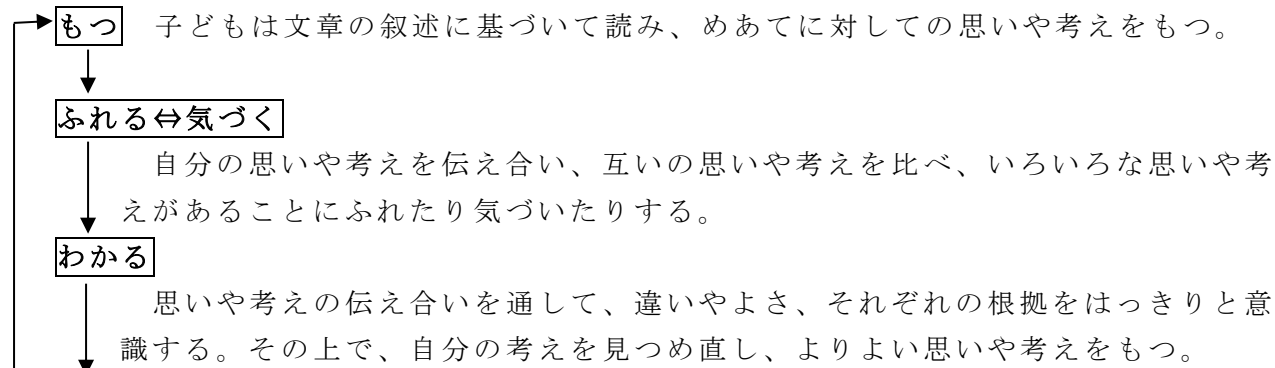 もつ 子どもは文章の叙述に基づいて読み、めあてに対しての思いや考えをもつ。
ふれる⇔気づく
自分の思いや考えを伝え合い、互いの思いや考えを比べ、いろいろな思いや考
えがあることにふれたり気づいたりする。
わかる
思いや考えの伝え合いを通して、違いやよさ、それぞれの根拠をはっきりと意
識する。その上で、自分の考えを見つめ直し、よりよい思いや考えをもつ。